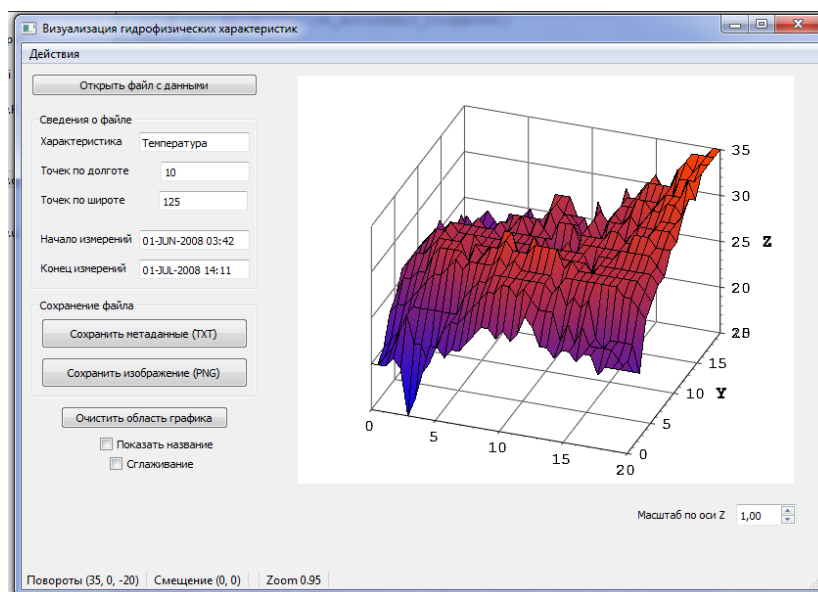 Визуализация гидрофизических характеристик
Действия
Открыть файл с данными
Сведения о файле
Характеристика Температура
Точек по долготе 10
Точек по широте 125
Начало измерений 01-JUN-2008 03:42
Конец измерений 01-JUL-2008 14:11
Сохранение файла
Сохранить метаданные (TXT)
Сохранить изображение (PNG)
Очистить область графика
Показать название
Сглаживание
35
30
25
Z
20
15
10
Y
5
0
0
5
10
15
20
Масштаб по оси Z 1,00
Повороты (35, 0, -20) Смещение (0, 0) Zoom 0.95